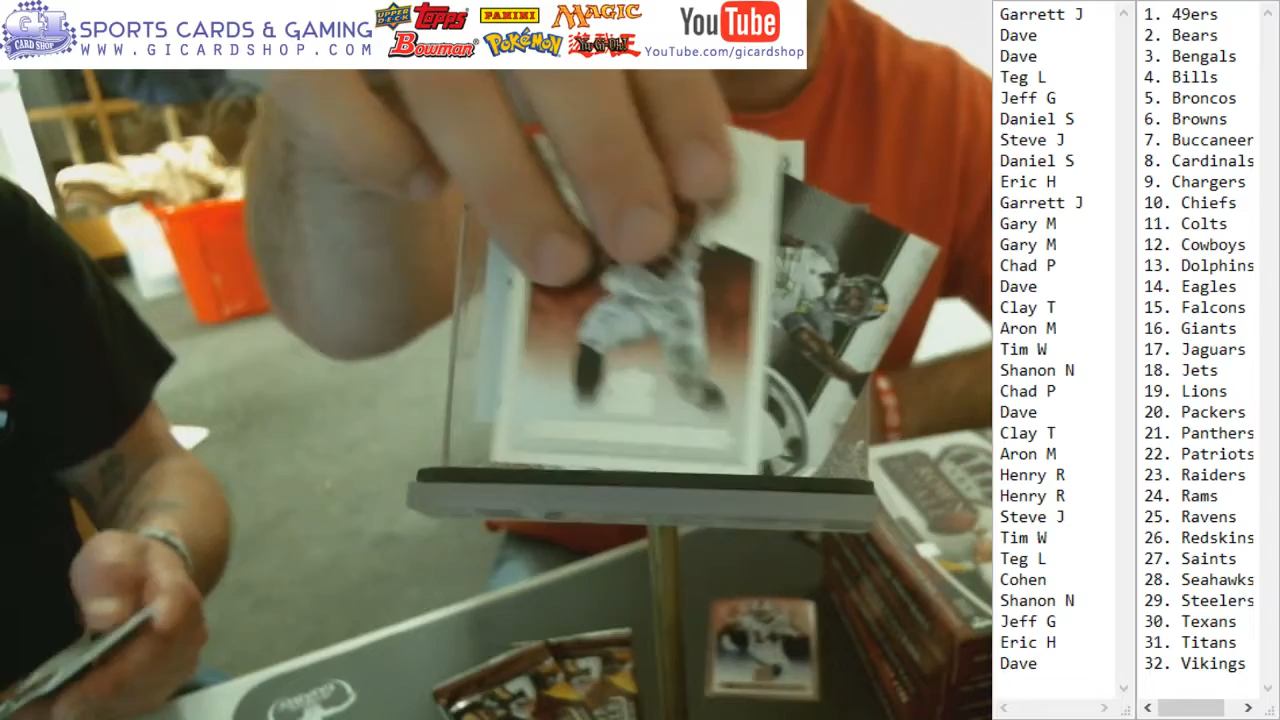 GI
CARD SHOP
SPORTS CARDS & GAMING
WWW.GICARDSHOP.COM
UPPER DECK
Topps
PANINI
MAGIC
Bowman
POKÉMON
Yu-Gi-Oh!
YouTube
YouTube.com/gicardshop
Garrett J
Dave
Dave
Teg L
Jeff G
Daniel S
Steve J
Daniel S
Eric H
Garrett J
Gary M
Gary M
Chad P
Dave
Clay T
Aron M
Tim W
Shanon N
Chad P
Dave
Clay T
Aron M
Henry R
Henry R
Steve J
Tim W
Teg L
Cohen
Shanon N
Jeff G
Eric H
Dave
1. 49ers
2. Bears
3. Bengals
4. Bills
5. Broncos
6. Browns
7. Buccaneer
8. Cardinals
9. Chargers
10. Chiefs
11. Colts
12. Cowboys
13. Dolphins
14. Eagles
15. Falcons
16. Giants
17. Jaguars
18. Jets
19. Lions
20. Packers
21. Panthers
22. Patriots
23. Raiders
24. Rams
25. Ravens
26. Redskins
27. Saints
28. Seahawks
29. Steelers
30. Texans
31. Titans
32. Vikings